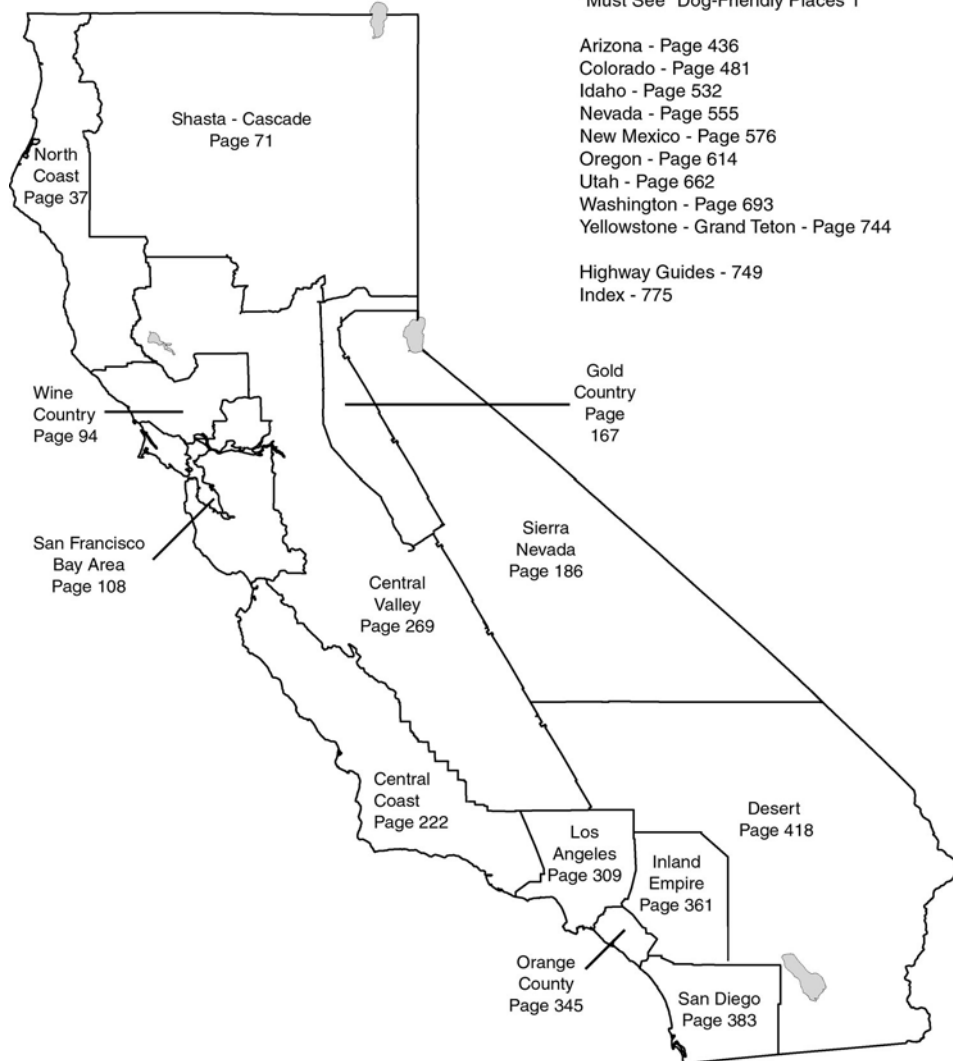 "Must See" Dog-Friendly Places 1
Arizona - Page 436
Colorado - Page 481
Idaho - Page 532
Nevada - Page 555
New Mexico - Page 576
Oregon - Page 614
Utah - Page 662
Washington - Page 693
Yellowstone - Grand Teton - Page 744
Highway Guides - 749
Index - 775
Shasta - Cascade
Page 71
North
Coast
Page 37
Wine
Country
Page 94
Gold
Country
Page
167
San Francisco
Bay Area
Page 108
Sierra
Nevada
Page 186
Central
Valley
Page 269
Central
Coast
Page 222
Desert
Page 418
Los
Angeles
Page 309
Inland
Empire
Page 361
Orange
County
Page 345
San Diego
Page 383